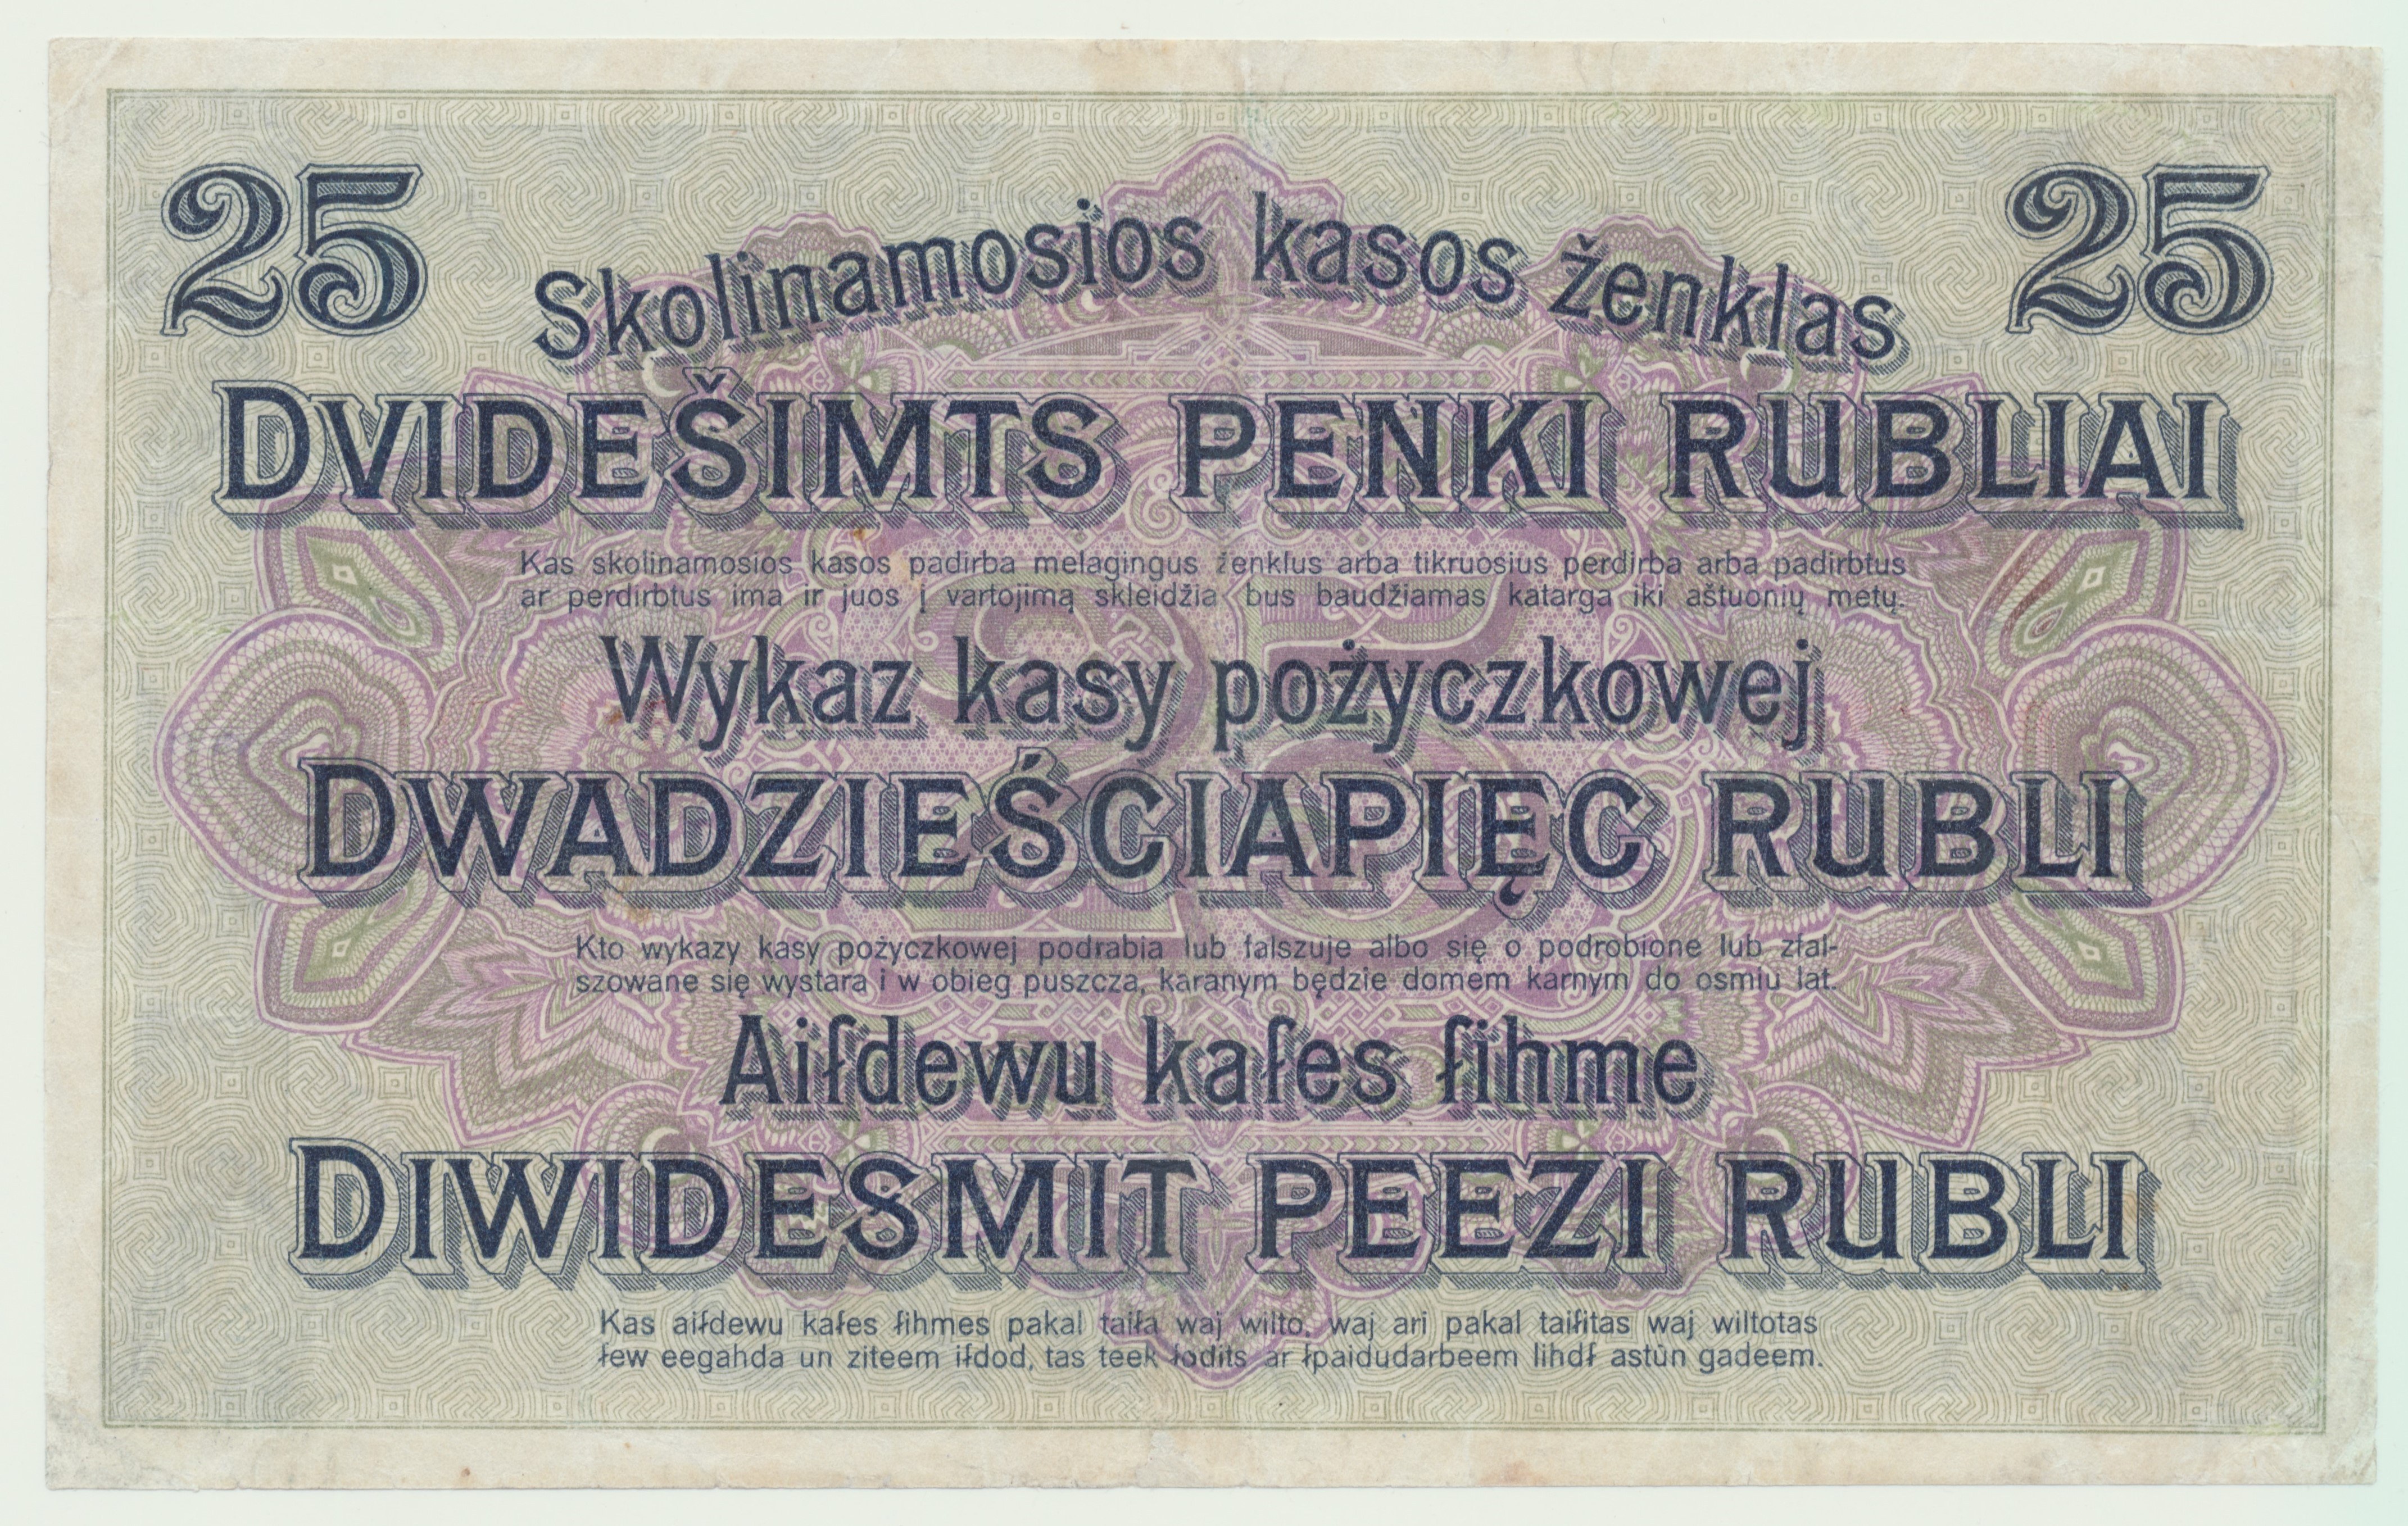 25 25
Skolinamosios kasos ženklas
DVIDEŠIMTS PENKI RUBLIAI
Kas skolinamosios kasos padirba melagingus ženklus arba tikruosius perdirba arba padirbtus
ar perdirbtus ima ir juos į vartojimą skleidžia bus baudžiamas katarga iki aštuonių metų.
Wykaz kasy pożyczkowej
25
DWADZIEŚCIAPIĘC RUBLI
Kto wykazy kasy pożyczkowej podrabia lub falszuje albo się o podrobione lub zfal-
szowane się wystara i w obieg puszcza, karanym będzie domem karnym do osmiu lat.
Aiſdewu kaſes ſihme
DIWIDESMIT PEEZI RUBLI
Kas aiſdewu kaſes ſihmes pakal taiſa waj wilto, waj ari pakal taiſitas waj wiltotas
ſew eegahda un ziteem iſdod, tas teek ſodits ar ſpaidudarbeem lihdſ astùn gadeem.